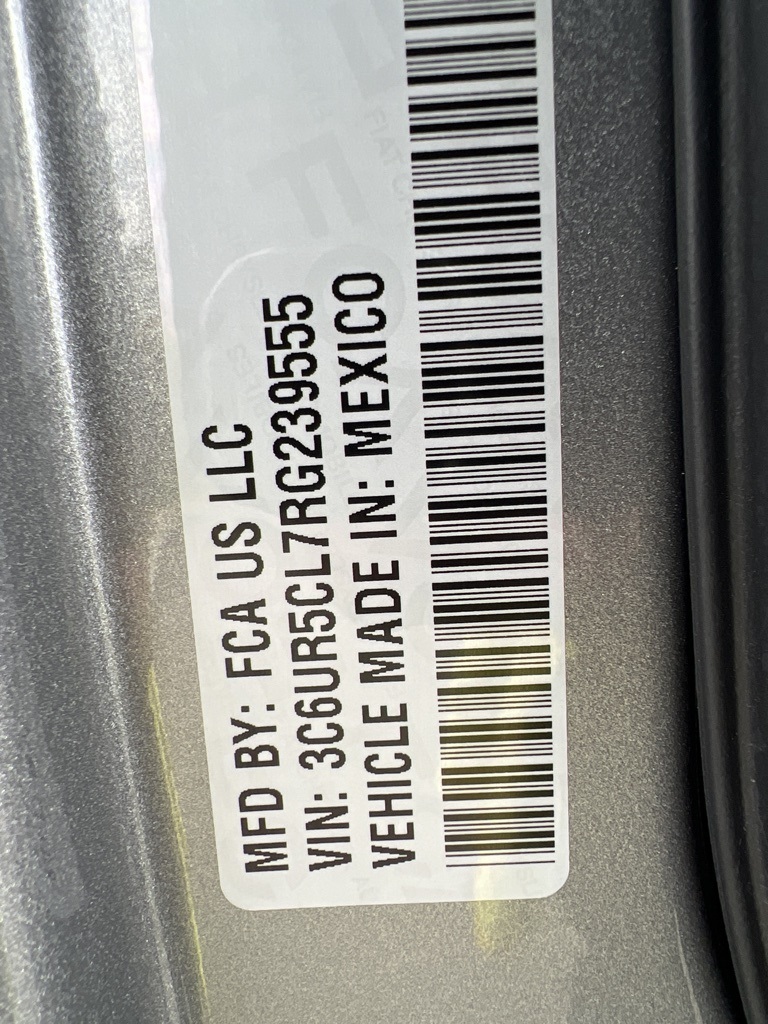 MFD BY: FCA US LLC
VIN: 3C6UR5CL7RG239555
VEHICLE MADE IN: MEXICO